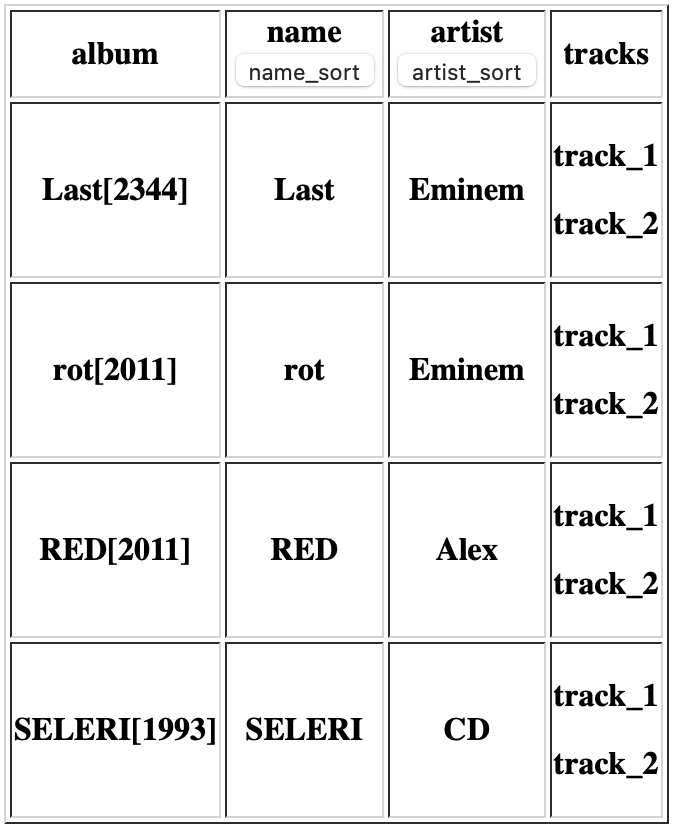 album name artist tracks
name_sort artist_sort
Last[2344] Last Eminem track_1
track_2
rot[2011] rot Eminem track_1
track_2
RED[2011] RED Alex track_1
track_2
SELERI[1993] SELERI CD track_1
track_2